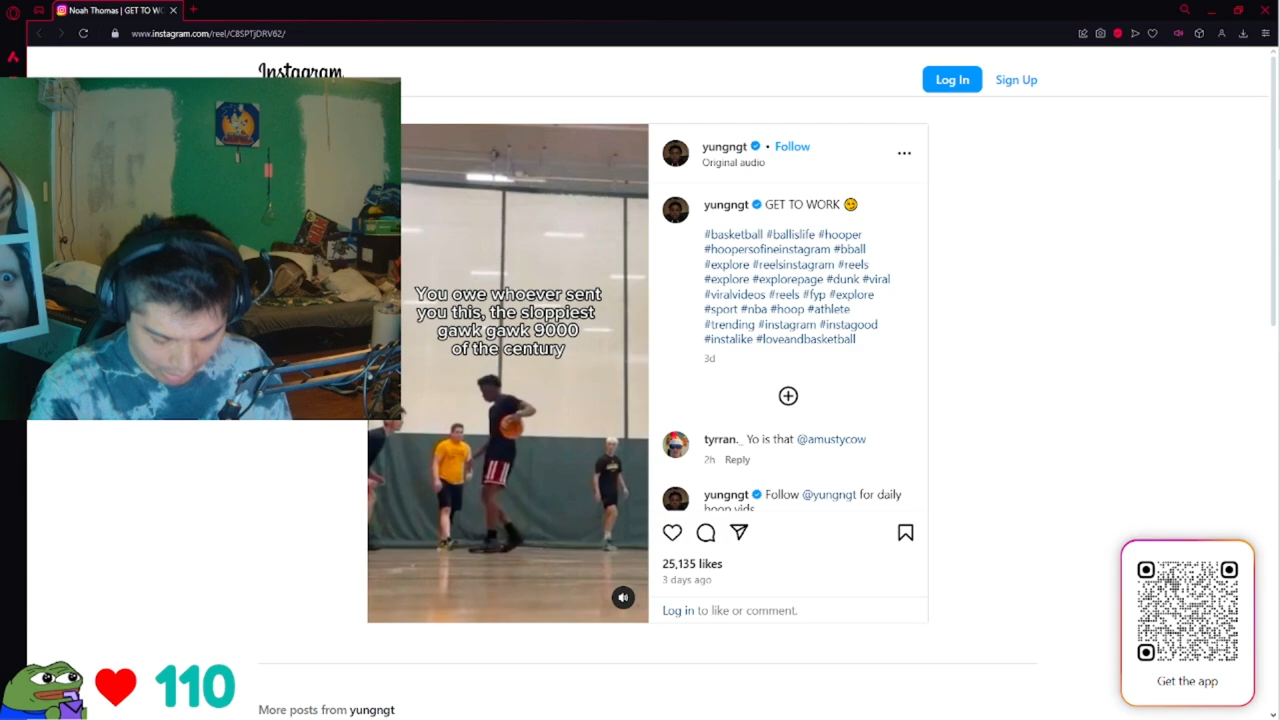 Noah Thomas | GET TO WO
www.instagram.com/reel/C8SPTjDRV62/
Instagram
Log In
Sign Up
yungngt • Follow
Original audio
yungngt GET TO WORK 😏
#basketball #ballislife #hooper
#hoopersofineinstagram #bball
#explore #reelsinstagram #reels
#explore #explorepage #dunk #viral
#viralvideos #reels #fyp #explore
#sport #nba #hoop #athlete
#trending #instagram #instagood
#instalike #loveandbasketball
3d
You owe whoever sent
you this, the sloppiest
gawk gawk 9000
of the century
tyrran._ Yo is that @amustycow
2h Reply
yungngt Follow @yungngt for daily
hoop vids
25,135 likes
3 days ago
Log in to like or comment.
Get the app
110
More posts from yungngt